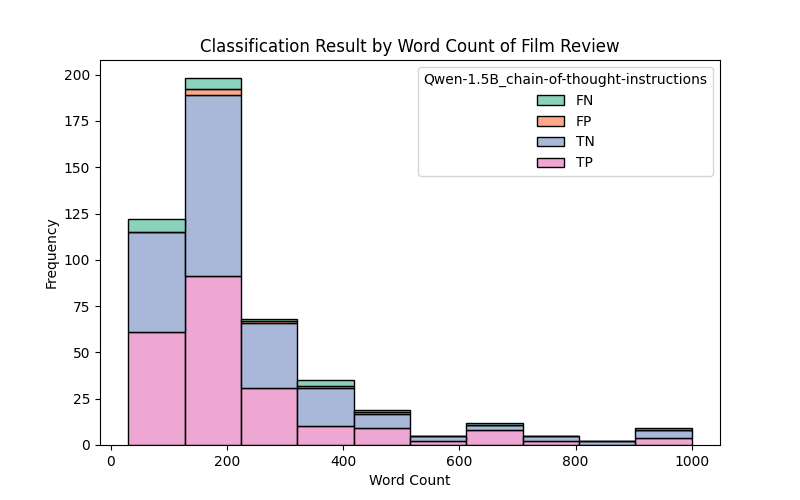 Classification Result by Word Count of Film Review
Qwen-1.5B_chain-of-thought-instructions
FN
FP
TN
TP
200
175
150
125
100
75
50
25
0
Frequency
0 200 400 600 800 1000
Word Count